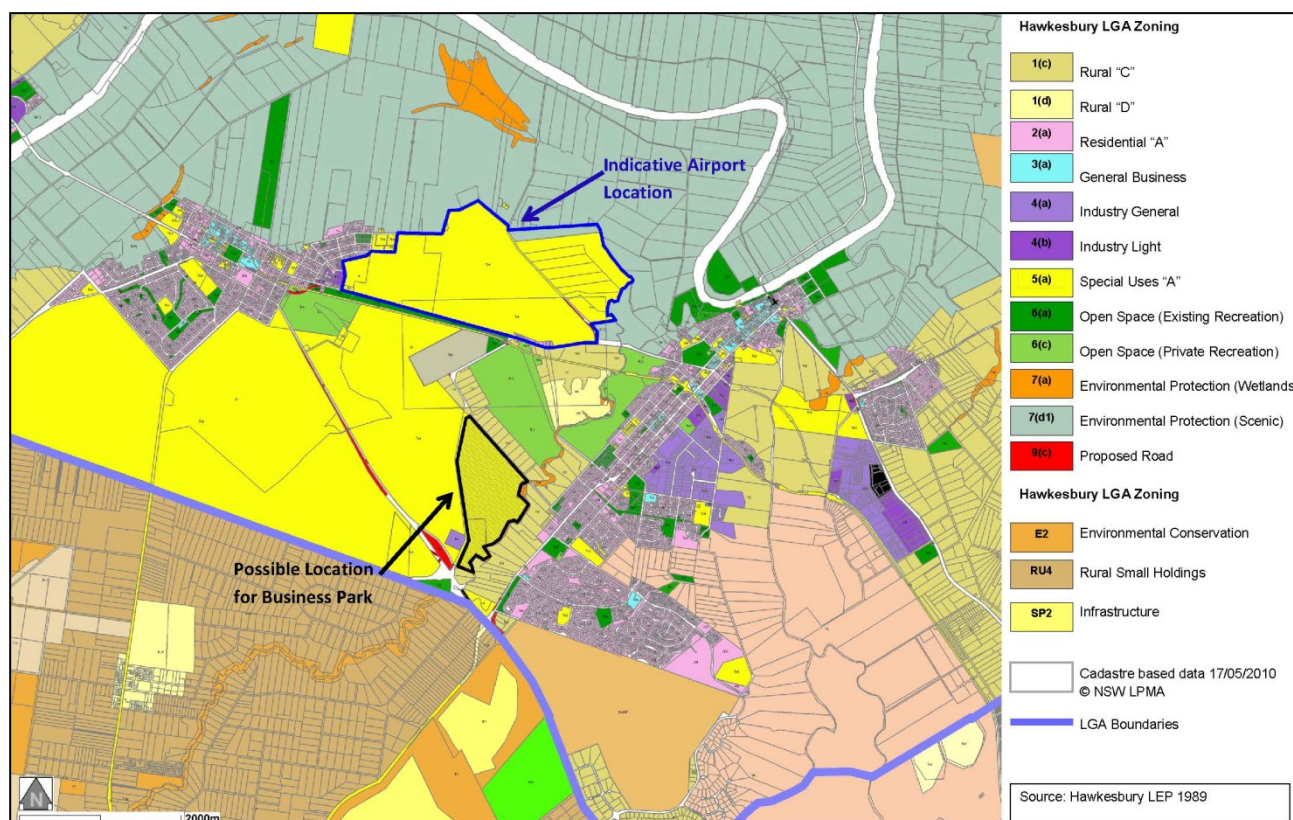 Indicative Airport
Location
Possible Location
for Business Park
N
2000m
Hawkesbury LGA Zoning
1(c) Rural “C”
1(d) Rural “D”
2(a) Residential “A”
3(a) General Business
4(a) Industry General
4(b) Industry Light
5(a) Special Uses “A”
6(a) Open Space (Existing Recreation)
6(c) Open Space (Private Recreation)
7(a) Environmental Protection (Wetlands
7(d1) Environmental Protection (Scenic)
9(c) Proposed Road
Hawkesbury LGA Zoning
E2 Environmental Conservation
RU4 Rural Small Holdings
SP2 Infrastructure
Cadastre based data 17/05/2010
© NSW LPMA
LGA Boundaries
Source: Hawkesbury LEP 1989